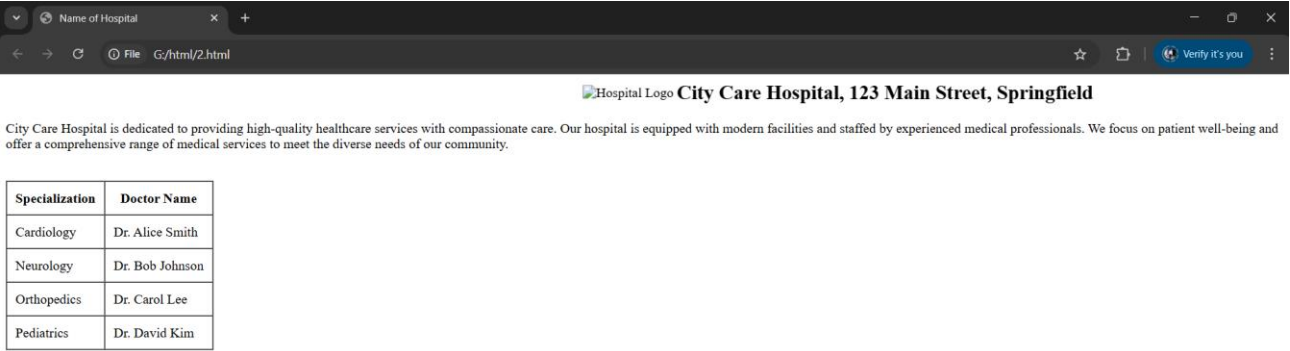 Name of Hospital
File G:/html/2.html
Verify it's you
Hospital Logo City Care Hospital, 123 Main Street, Springfield
City Care Hospital is dedicated to providing high-quality healthcare services with compassionate care. Our hospital is equipped with modern facilities and staffed by experienced medical professionals. We focus on patient well-being and
offer a comprehensive range of medical services to meet the diverse needs of our community.
Specialization Doctor Name
Cardiology Dr. Alice Smith
Neurology Dr. Bob Johnson
Orthopedics Dr. Carol Lee
Pediatrics Dr. David Kim